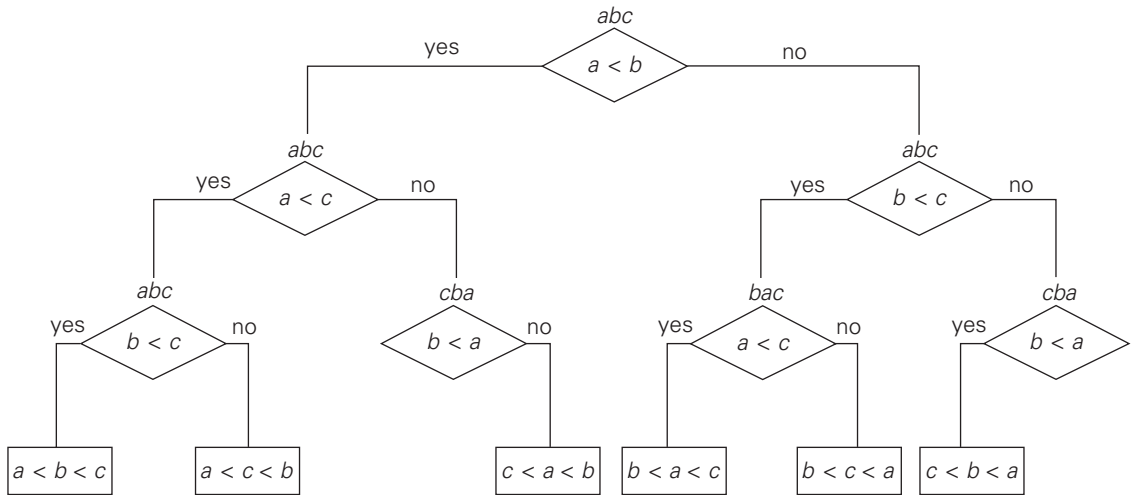 abc
yes
a < b
no
abc
abc
yes
a < c
no
yes
b < c
no
abc
cba
bac
cba
yes
b < c
no
b < a
no
yes
a < c
no
yes
b < a
a < b < c
a < c < b
c < a < b
b < a < c
b < c < a
c < b < a